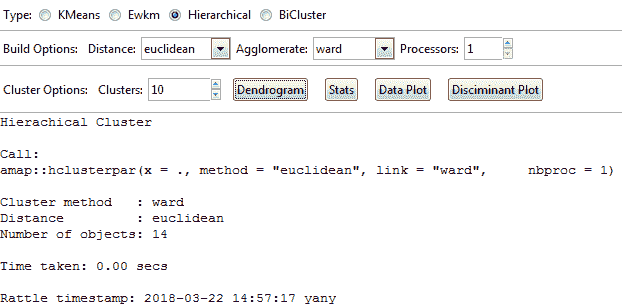 Type: KMeans Ewkm Hierarchical BiCluster
Build Options: Distance: euclidean Agglomerate: ward Processors: 1
Cluster Options: Clusters: 10 Dendrogram Stats Data Plot Disciminant Plot
Hierachical Cluster
Call:
amap::hclusterpar(x = ., method = "euclidean", link = "ward", nbproc = 1)
Cluster method : ward
Distance : euclidean
Number of objects: 14
Time taken: 0.00 secs
Rattle timestamp: 2018-03-22 14:57:17 yany